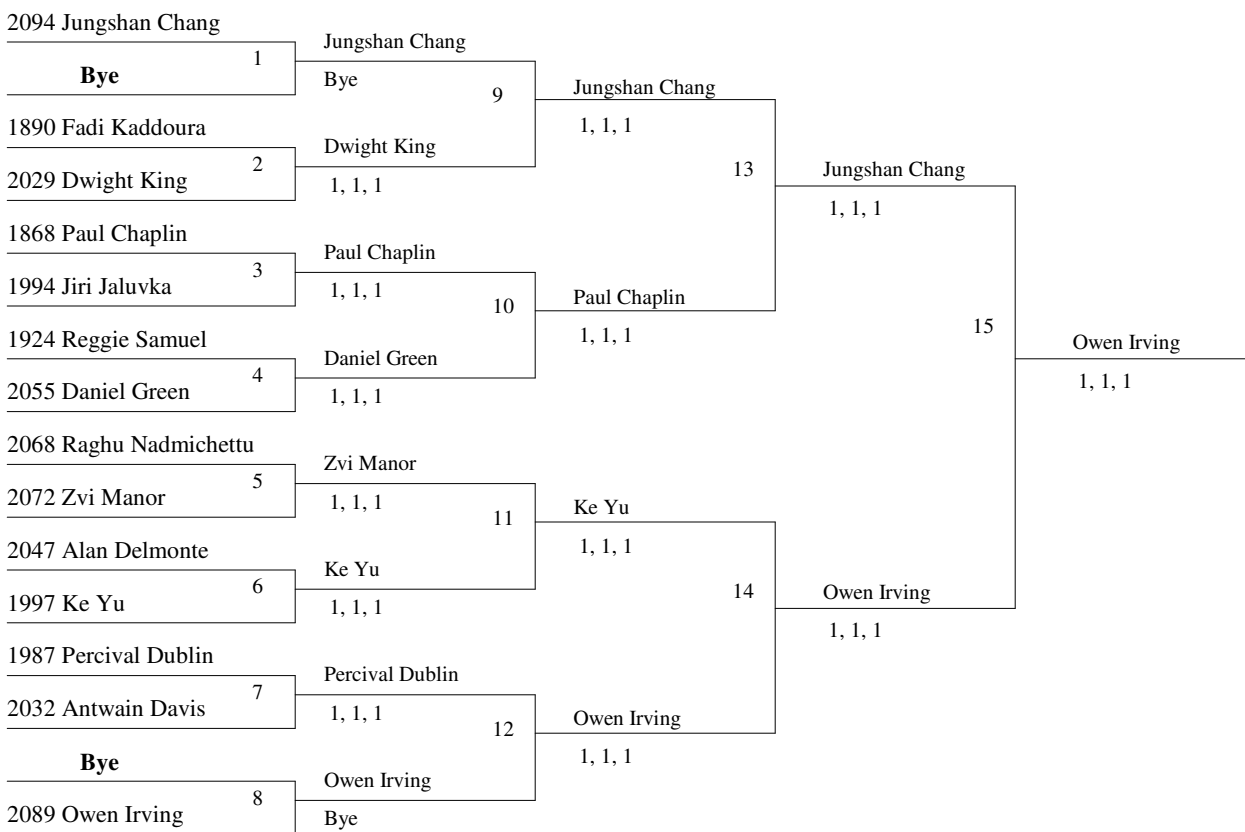 2094 Jungshan Chang
1
Bye
1890 Fadi Kaddoura
2
2029 Dwight King
1868 Paul Chaplin
3
1994 Jiri Jaluvka
1924 Reggie Samuel
4
2055 Daniel Green
2068 Raghu Nadmichettu
5
2072 Zvi Manor
2047 Alan Delmonte
6
1997 Ke Yu
1987 Percival Dublin
7
2032 Antwain Davis
Bye
8
2089 Owen Irving
Jungshan Chang
Bye
9
Dwight King
1, 1, 1
Paul Chaplin
1, 1, 1
10
Daniel Green
1, 1, 1
Zvi Manor
1, 1, 1
11
Ke Yu
1, 1, 1
Percival Dublin
1, 1, 1
12
Owen Irving
Bye
Jungshan Chang
1, 1, 1
13
Paul Chaplin
1, 1, 1
Ke Yu
1, 1, 1
14
Owen Irving
1, 1, 1
Jungshan Chang
1, 1, 1
15
Owen Irving
1, 1, 1
Owen Irving
1, 1, 1